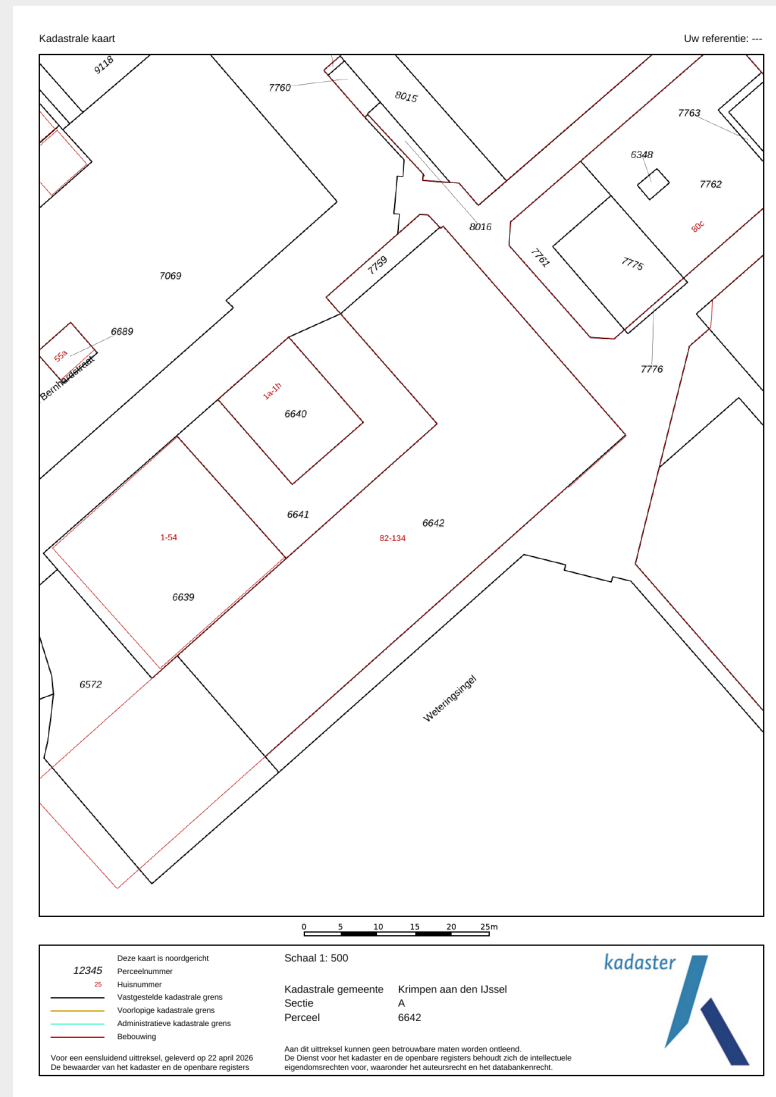 Kadastrale kaart
Uw referentie: ---
9118
7760
8015
7763
6348
7762
8016
80c
7759
7761
7775
7069
6689
55a
Bernhardstraat
7776
1a-1h
6640
6641
6642
1-54
82-134
6639
6572
Weteringsingel
0 5 10 15 20 25m
Deze kaart is noordgericht
12345 Perceelnummer
25 Huisnummer
Vastgestelde kadastrale grens
Voorlopige kadastrale grens
Administratieve kadastrale grens
Bebouwing
Voor een eensluidend uittreksel, geleverd op 22 april 2026
De bewaarder van het kadaster en de openbare registers
Schaal 1: 500
Kadastrale gemeente Krimpen aan den IJssel
Sectie A
Perceel 6642
Aan dit uittreksel kunnen geen betrouwbare maten worden ontleend.
De Dienst voor het kadaster en de openbare registers behoudt zich de intellectuele
eigendomsrechten voor, waaronder het auteursrecht en het databankenrecht.
kadaster